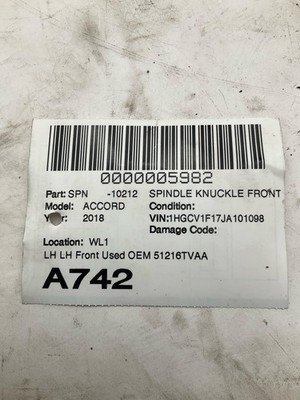 0000005982
Part: SPN -10212 SPINDLE KNUCKLE FRONT
Model: ACCORD Condition:
Year: 2018 VIN:1HGCV1F17JA101098
Damage Code:
Location: WL1
LH LH Front Used OEM 51216TVAA
A742